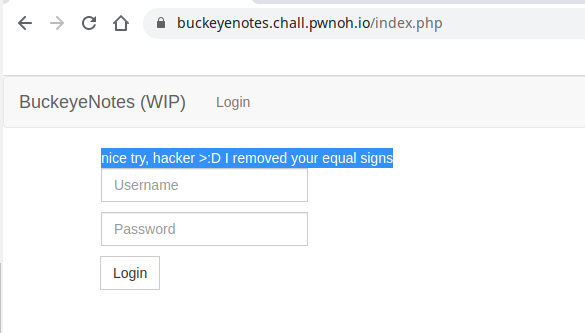 buckeyenotes.chall.pwnoh.io/index.php
BuckeyeNotes (WIP) Login
nice try, hacker >:D I removed your equal signs
Username
Password
Login